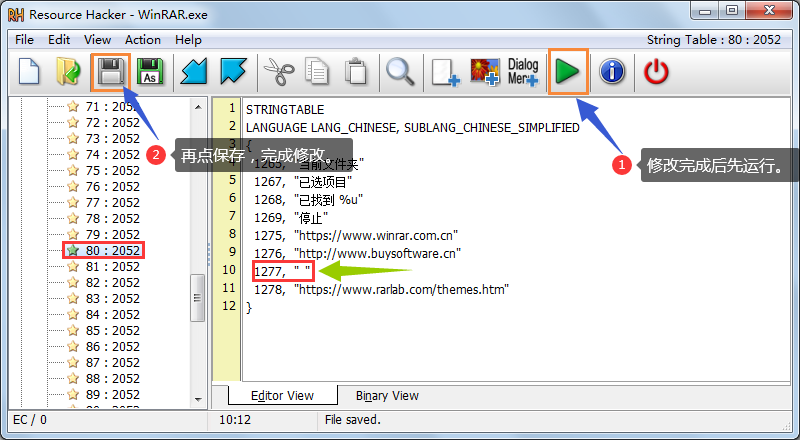 Resource Hacker - WinRAR.exe
File Edit View Action Help String Table : 80 : 2052
As Dialog Menu
71 : 2052
72 : 2052
73 : 2052
74 : 2052
75 : 2052
76 : 2052
77 : 2052
78 : 2052
79 : 2052
80 : 2052
81 : 2052
82 : 2052
83 : 2052
84 : 2052
85 : 2052
86 : 2052
87 : 2052
88 : 2052
89 : 2052
2 再点保存，完成修改。
1 修改完成后先运行。
1 STRINGTABLE
2 LANGUAGE LANG_CHINESE, SUBLANG_CHINESE_SIMPLIFIED
3 {
4 1265, "当前文件夹"
5 1267, "已选项目"
6 1268, "已找到 %u"
7 1269, "停止"
8 1275, "https://www.winrar.com.cn"
9 1276, "http://www.buysoftware.cn"
10 1277, " "
11 1278, "https://www.rarlab.com/themes.htm"
12 }
Editor View Binary View
EC / 0 10:12 File saved.